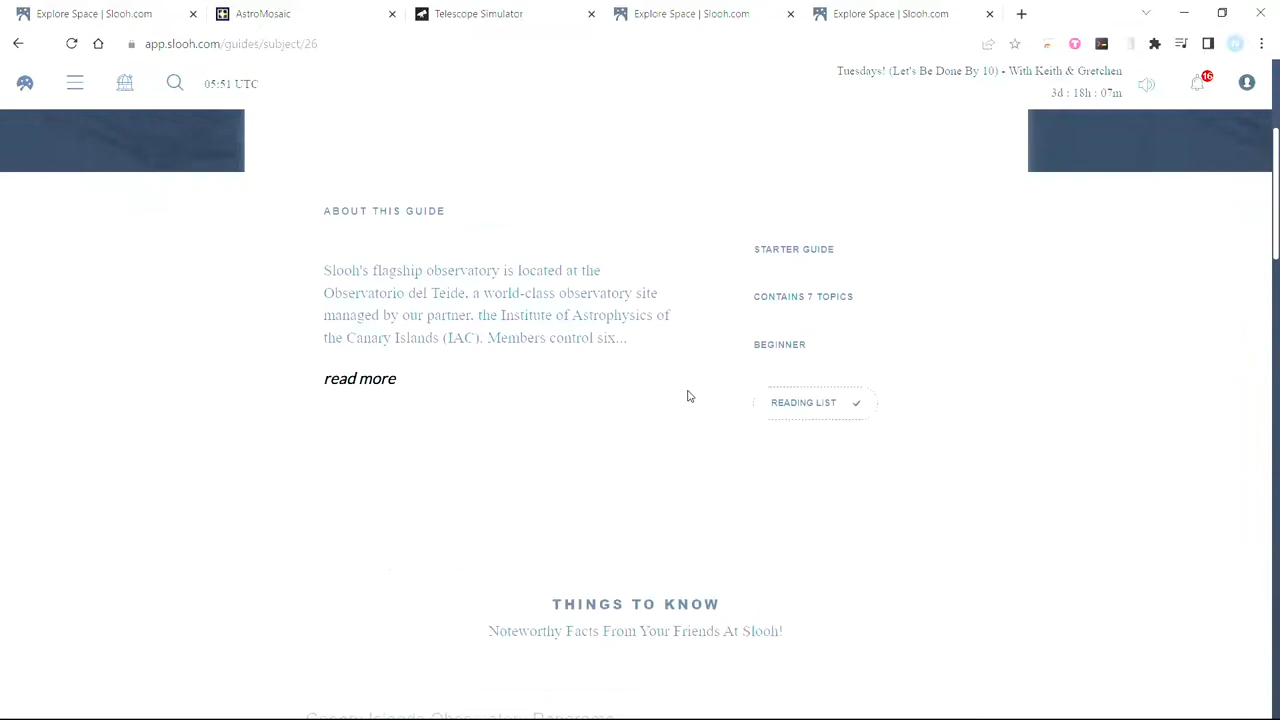 Explore Space | Slooh.com
AstroMosaic
Telescope Simulator
Explore Space | Slooh.com
Explore Space | Slooh.com
app.slooh.com/guides/subject/26
05:51 UTC
Tuesdays! (Let's Be Done By 10) - With Keith & Gretchen
3d : 18h : 07m
16
ABOUT THIS GUIDE
Slooh's flagship observatory is located at the
Observatorio del Teide, a world-class observatory site
managed by our partner, the Institute of Astrophysics of
the Canary Islands (IAC). Members control six...
read more
STARTER GUIDE
CONTAINS 7 TOPICS
BEGINNER
READING LIST
THINGS TO KNOW
Noteworthy Facts From Your Friends At Slooh!
Canary Islands Observatory Panorama